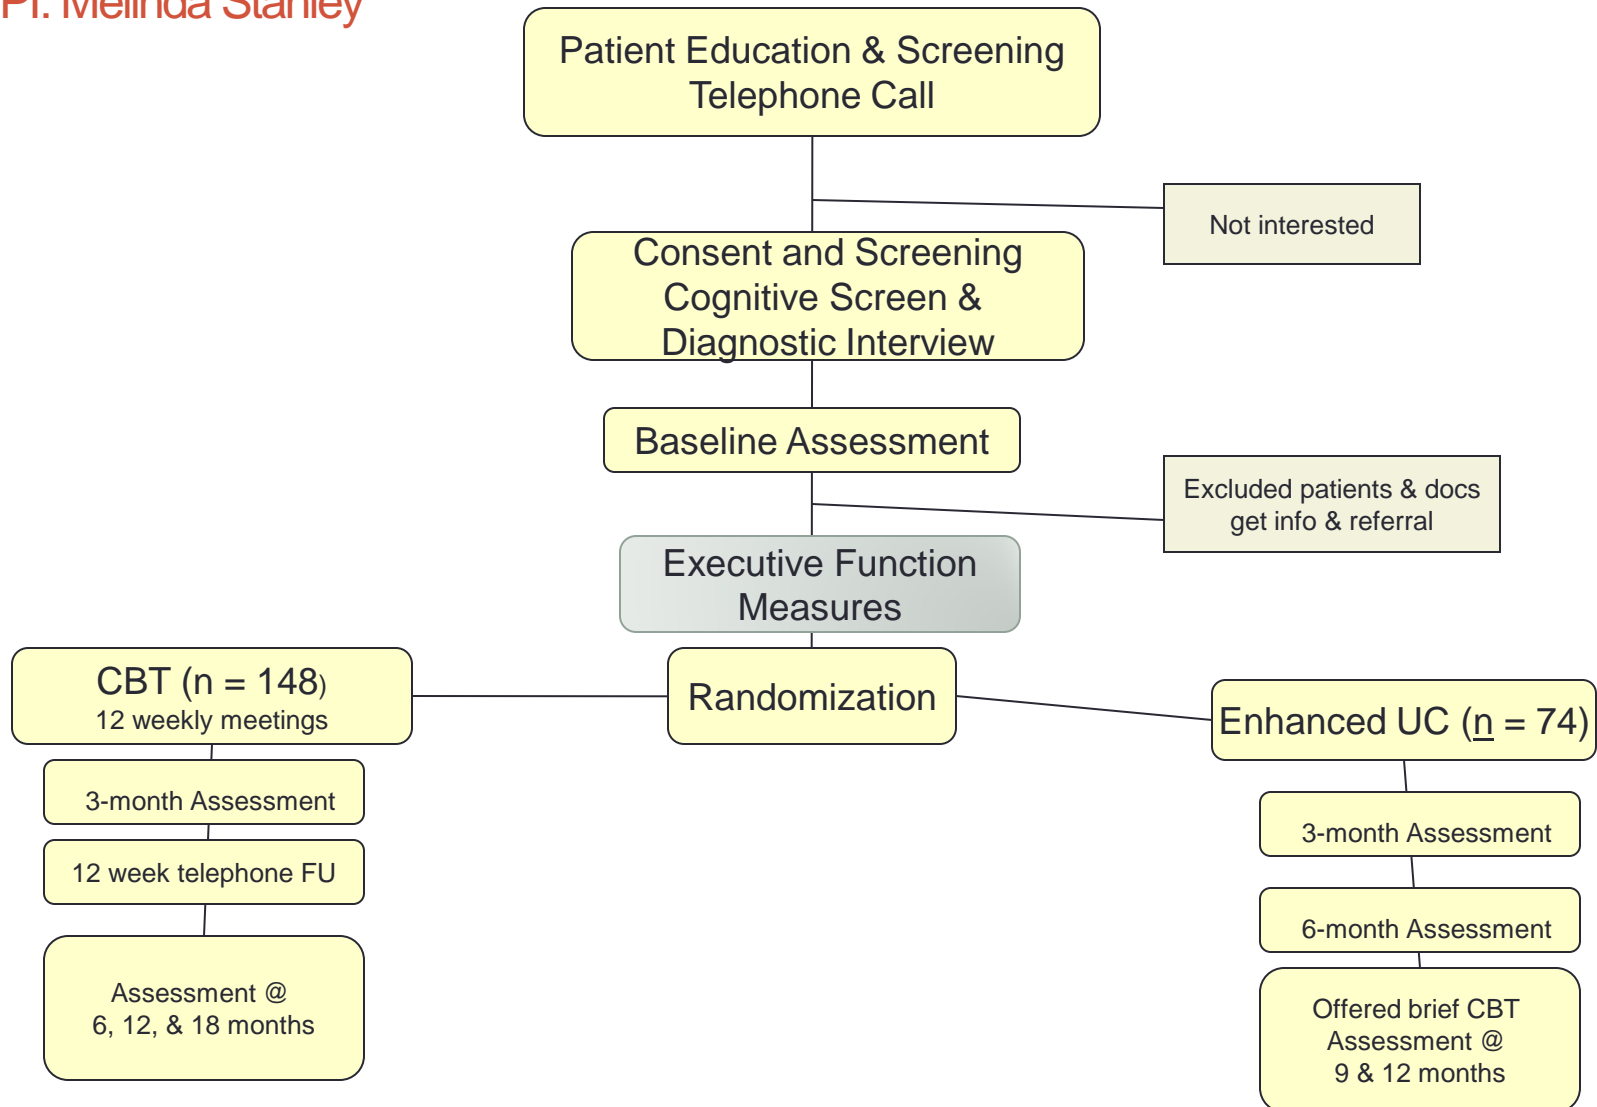 PI: Melinda Stanley
Patient Education & Screening
Telephone Call
Not interested
Consent and Screening
Cognitive Screen &
Diagnostic Interview
Baseline Assessment
Excluded patients & docs
get info & referral
Executive Function
Measures
CBT (n = 148)
12 weekly meetings
Randomization
Enhanced UC (n = 74)
3-month Assessment
12 week telephone FU
Assessment @
6, 12, & 18 months
3-month Assessment
6-month Assessment
Offered brief CBT
Assessment @
9 & 12 months